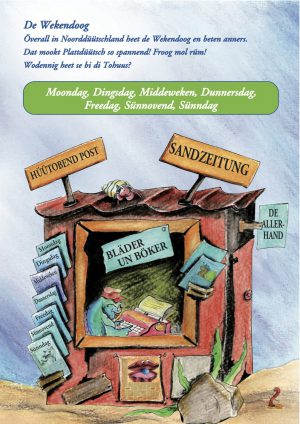 De Wekendoog
Överall in Noorddüütschland heet de Wekendoog en beten anners.
Dat mookt Plattdüütsch so spannend! Froog mol rüm!
Wodennig heet se bi di Tohuus?
Moondag, Dingsdag, Middeweken, Dunnersdag,
Freedag, Sünnovend, Sünndag
HÜÜTOBEND POST
SANDZEITUNG
DE
ALLER-
HAND
BLÄDER
UN BÖKER
Moondag
Dingsdag
Middeweken
Dunnersdag
Freedag
Sünnovend
Sünndag
2